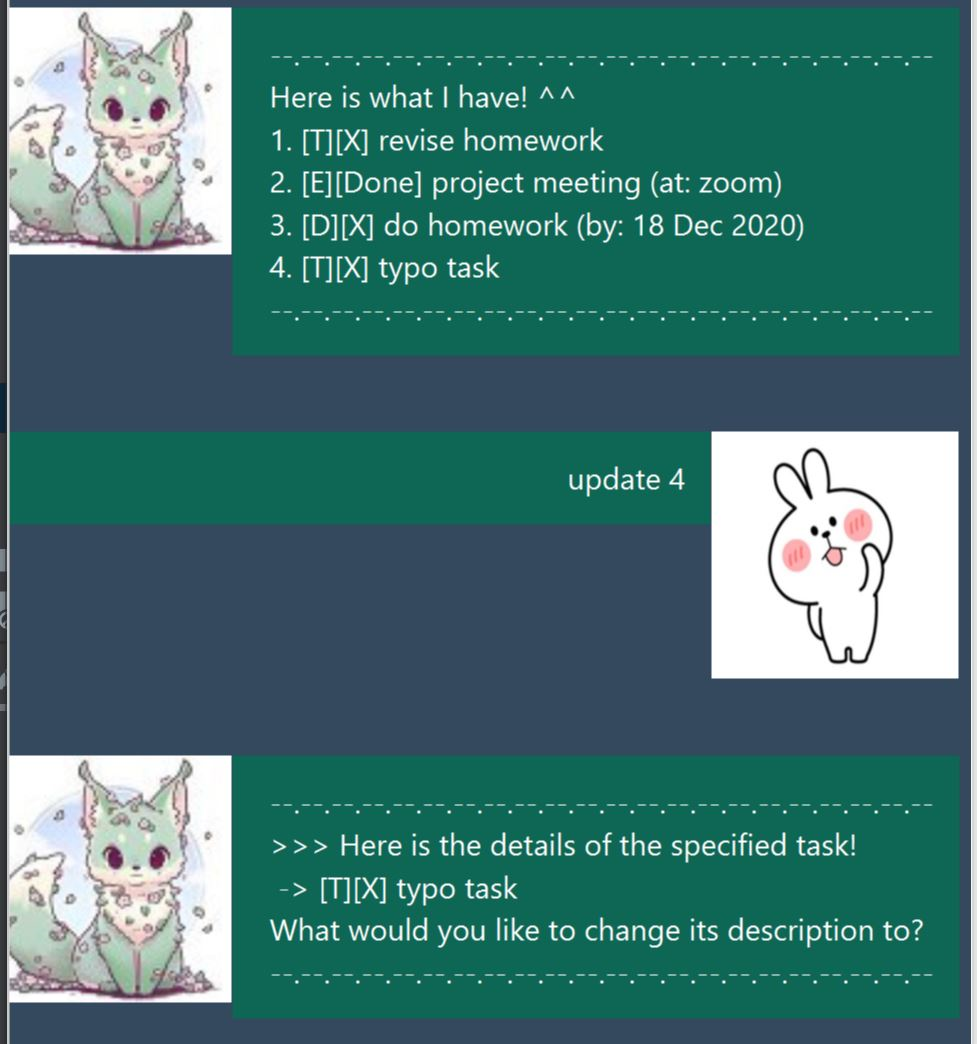 --.--.--.--.--.--.--.--.--.--.--.--.--.--.--.--.--.--.--.--
Here is what I have! ^^
1. [T][X] revise homework
2. [E][Done] project meeting (at: zoom)
3. [D][X] do homework (by: 18 Dec 2020)
4. [T][X] typo task
--.--.--.--.--.--.--.--.--.--.--.--.--.--.--.--.--.--.--.--
update 4
--.--.--.--.--.--.--.--.--.--.--.--.--.--.--.--.--.--.--.--
>>> Here is the details of the specified task!
-> [T][X] typo task
What would you like to change its description to?
--.--.--.--.--.--.--.--.--.--.--.--.--.--.--.--.--.--.--.--